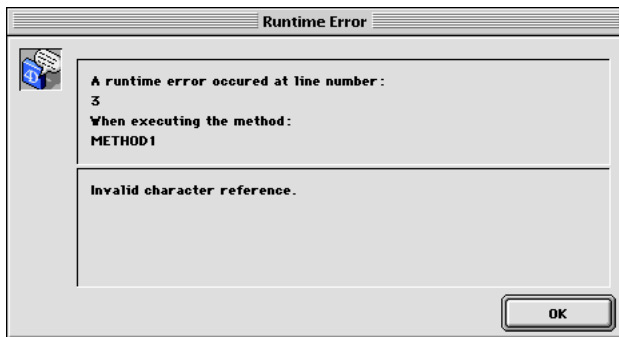 Runtime Error
A runtime error occured at line number:
3
When executing the method:
METHOD1
Invalid character reference.
OK